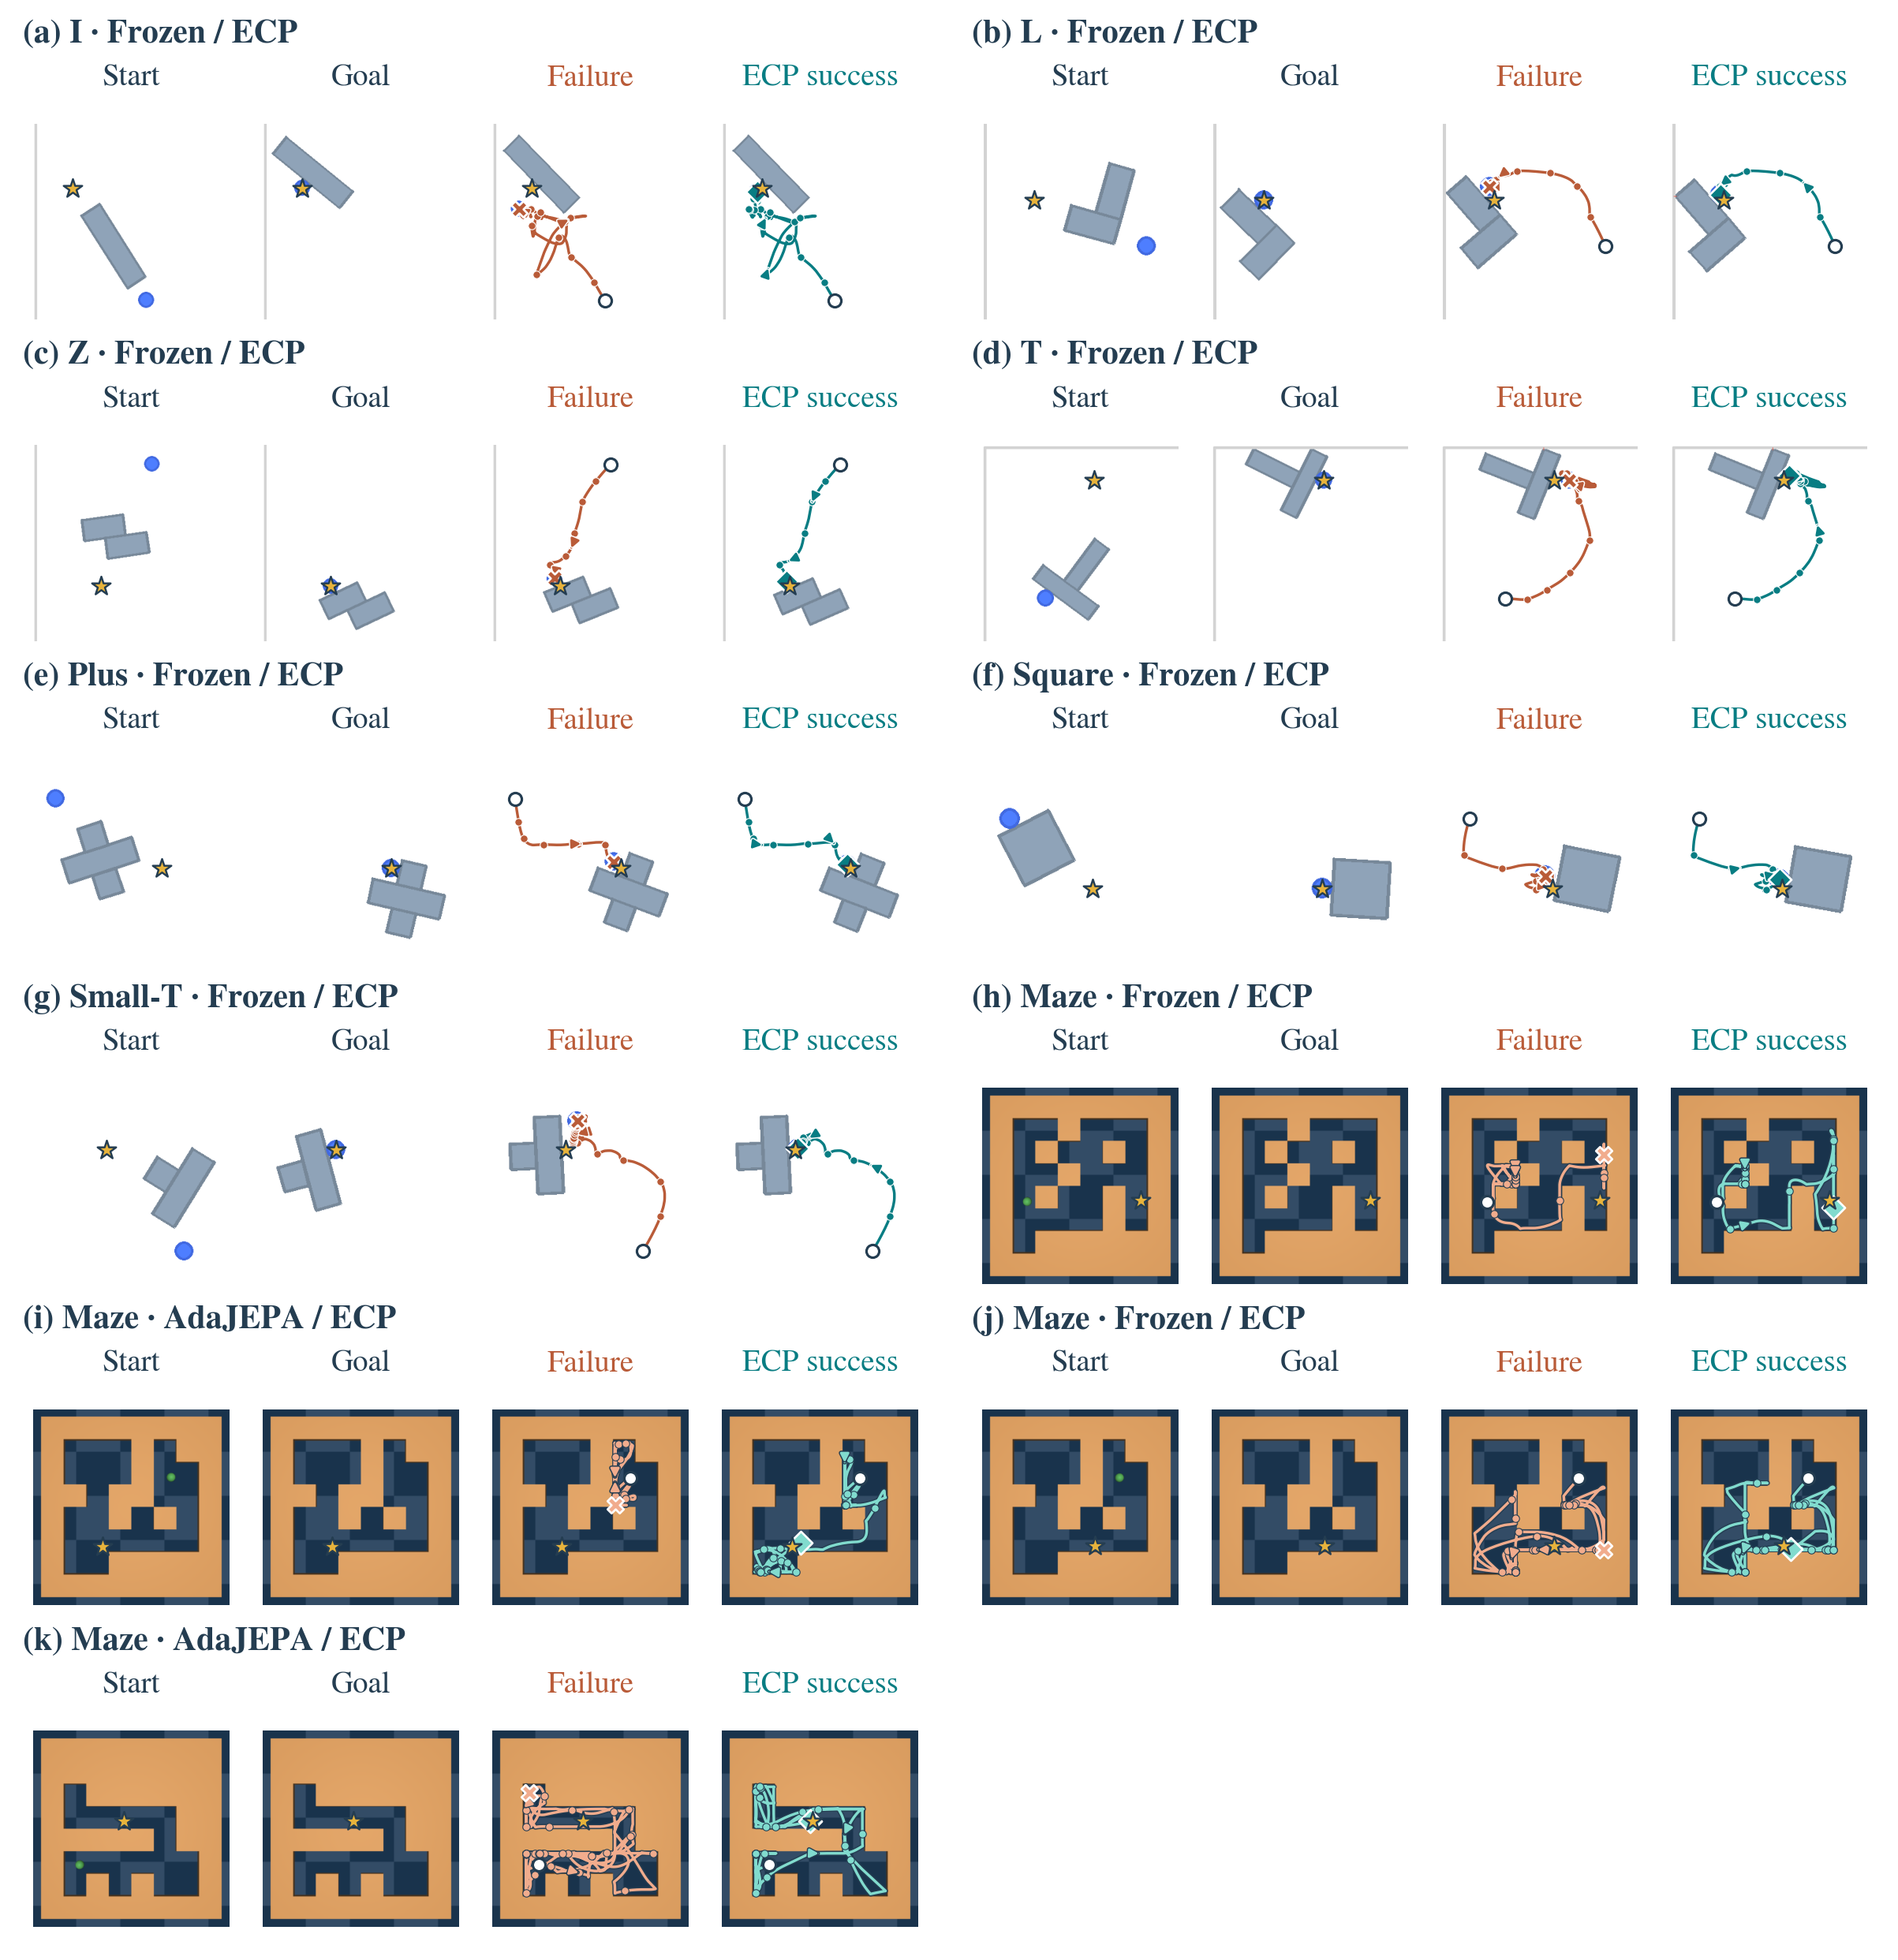 (a) I · Frozen / ECP
Start Goal Failure ECP success
(b) L · Frozen / ECP
Start Goal Failure ECP success
(c) Z · Frozen / ECP
Start Goal Failure ECP success
(d) T · Frozen / ECP
Start Goal Failure ECP success
(e) Plus · Frozen / ECP
Start Goal Failure ECP success
(f) Square · Frozen / ECP
Start Goal Failure ECP success
(g) Small-T · Frozen / ECP
Start Goal Failure ECP success
(h) Maze · Frozen / ECP
Start Goal Failure ECP success
(i) Maze · AdaJEPA / ECP
Start Goal Failure ECP success
(j) Maze · Frozen / ECP
Start Goal Failure ECP success
(k) Maze · AdaJEPA / ECP
Start Goal Failure ECP success